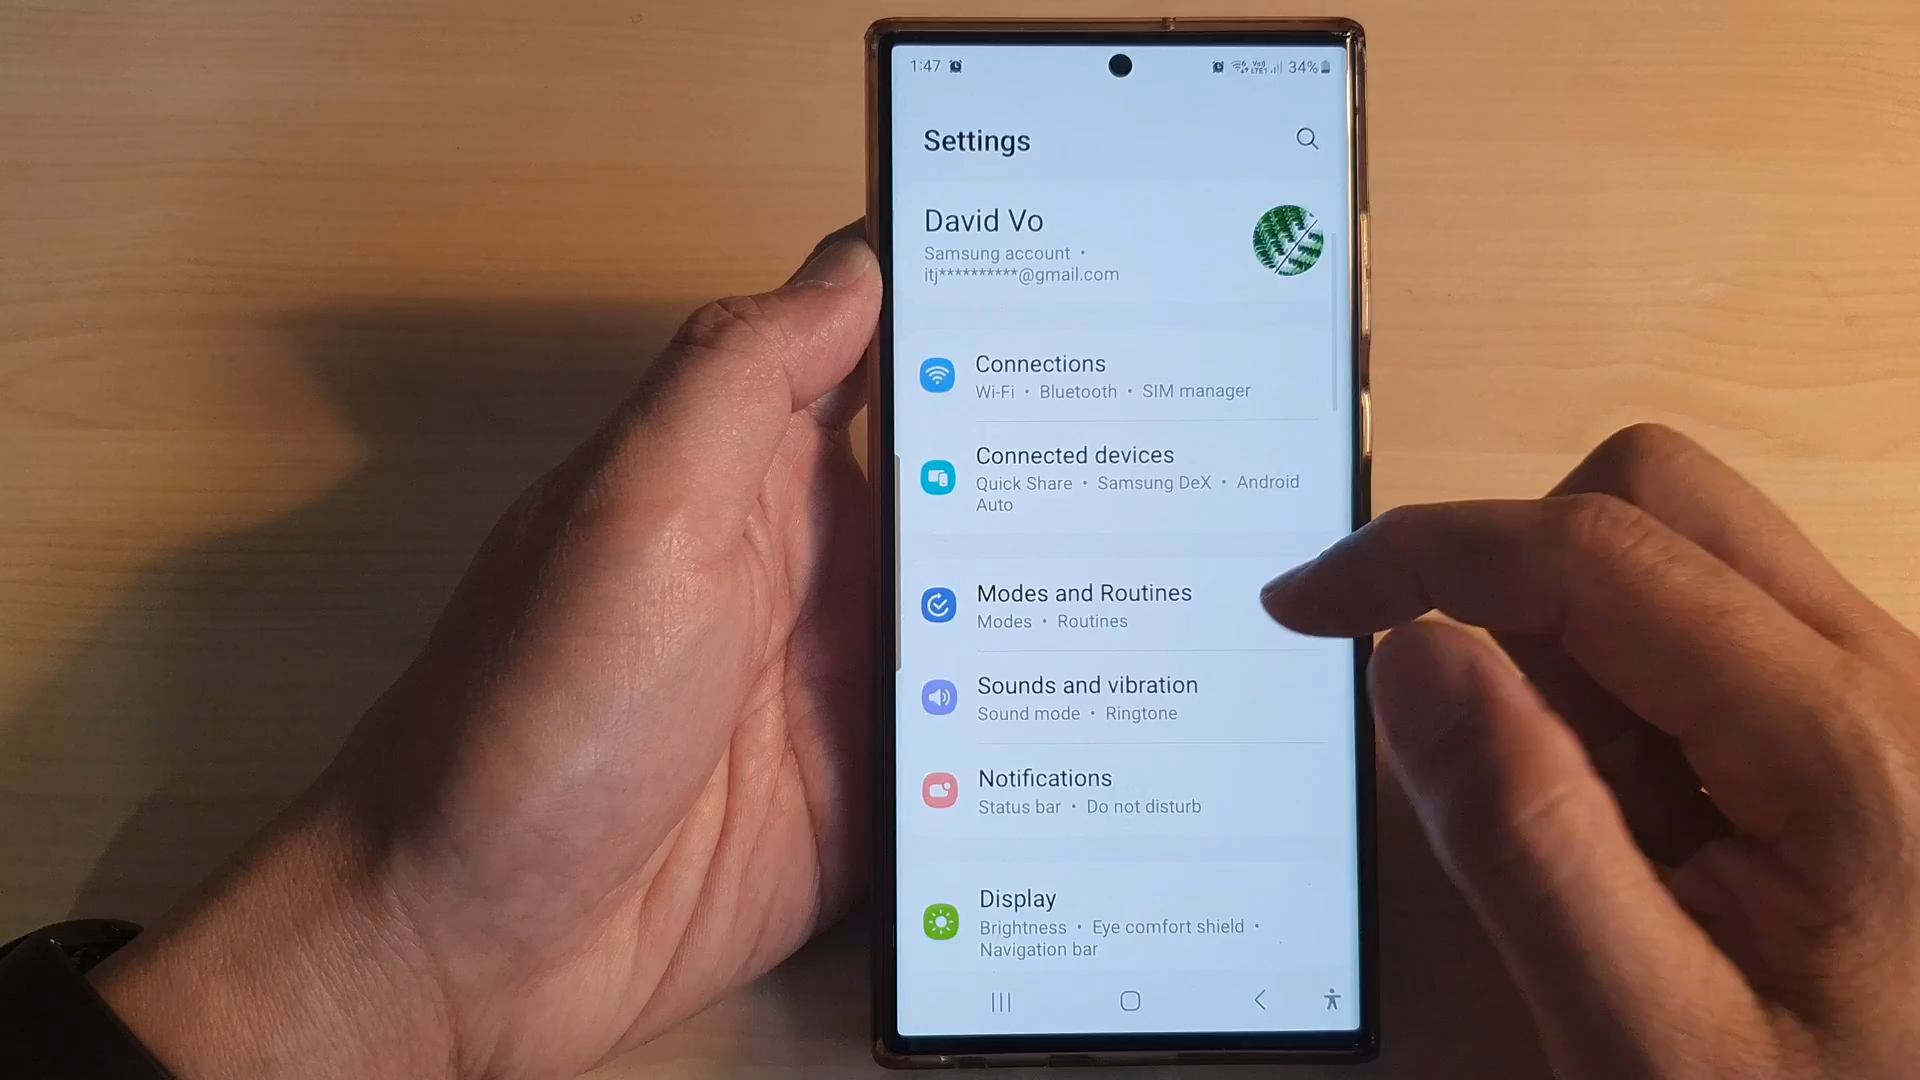 1:47
34%
Settings
David Vo
Samsung account •
itj**********@gmail.com
Connections
Wi-Fi • Bluetooth • SIM manager
Connected devices
Quick Share • Samsung DeX • Android
Auto
Modes and Routines
Modes • Routines
Sounds and vibration
Sound mode • Ringtone
Notifications
Status bar • Do not disturb
Display
Brightness • Eye comfort shield •
Navigation bar